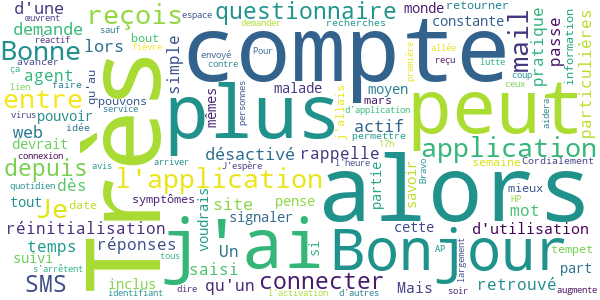 d'une
œuvrent
reçois
questionnaire
monde
retourner
espace
demander
recherches
constante
réactif
demande
sauf
bout
fièvre
Bonne
lors
simple
compte
mail
pratique
passe
information
particulières
avancer
agent
envoyé
allée
Pour
contre
reçu
lutte
coup
ça
faire
qu'au
première
ceux
lien
entre
pouvons
service
plus
malade
moyen
peut
virus
pouvoir
idée
mêmes
personnes
j'allais
mars
d'application
permettre
aidera
web
Très
actif
17h
devrait
désactivé
rappelle
application
connexion
avis
arriver
J'espère
l'heure
Bravo
Cordialement
depuis
dès
l'application
partie
semaine
quotidien
savoir
mieux
tout
Je
date
symptômes
voudrais
site
pense
alors
HP
mot
réinitialisation
j'ai
signaler
si
cette
d'utilisation
temps
réponses
Un
Bonjour
AP
largement
tempet
suivi
tous
saisi
part
s'arrêtent
connecter
SMS
inclus
qu'un
Mais
retrouvé
identifiant
dire
l'activation
d'autres
soir
augmente